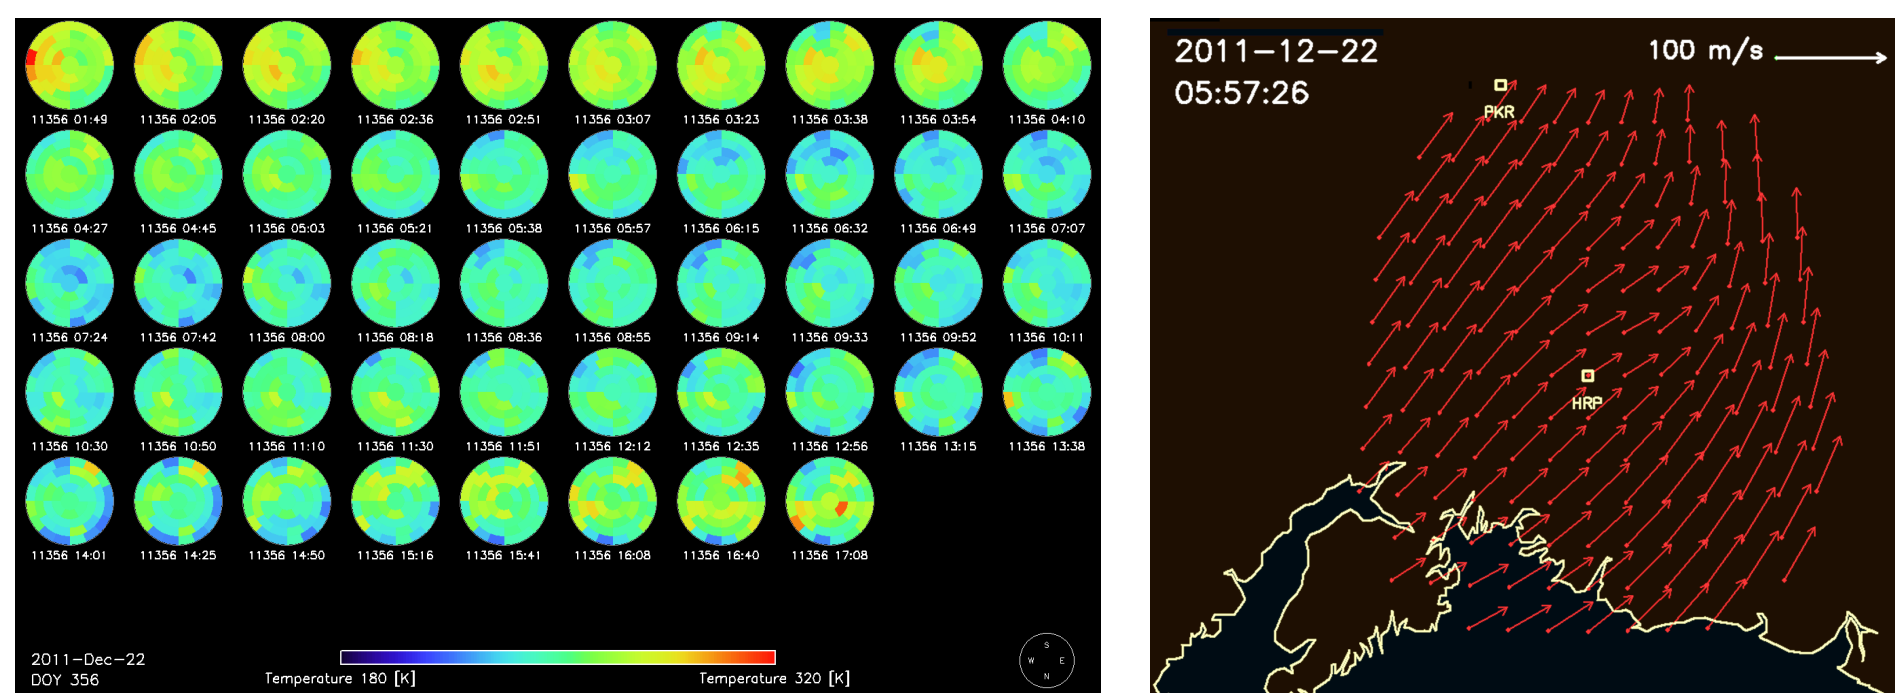 11356 01:49 11356 02:05 11356 02:20 11356 02:36 11356 02:51 11356 03:07 11356 03:23 11356 03:38 11356 03:54 11356 04:10
11356 04:27 11356 04:45 11356 05:03 11356 05:21 11356 05:38 11356 05:57 11356 06:15 11356 06:32 11356 06:49 11356 07:07
11356 07:24 11356 07:42 11356 08:00 11356 08:18 11356 08:36 11356 08:55 11356 09:14 11356 09:33 11356 09:52 11356 10:11
11356 10:30 11356 10:50 11356 11:10 11356 11:30 11356 11:51 11356 12:12 11356 12:35 11356 12:56 11356 13:15 11356 13:38
11356 14:01 11356 14:25 11356 14:50 11356 15:16 11356 15:41 11356 16:08 11356 16:40 11356 17:08
2011-Dec-22
DOY 356
Temperature 180 [K] Temperature 320 [K]
S
W E
N
2011-12-22 100 m/s
05:57:26
PKR
HRP